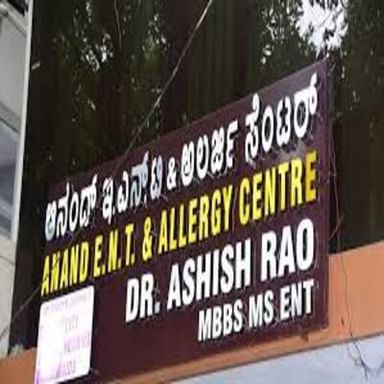 ಆನಂದ್ ಇ.ಎನ್.ಟಿ & ಅಲರ್ಜಿ ಸೆಂಟರ್
ANAND E.N.T. & ALLERGY CENTRE
DR. ASHISH RAO
MBBS MS ENT